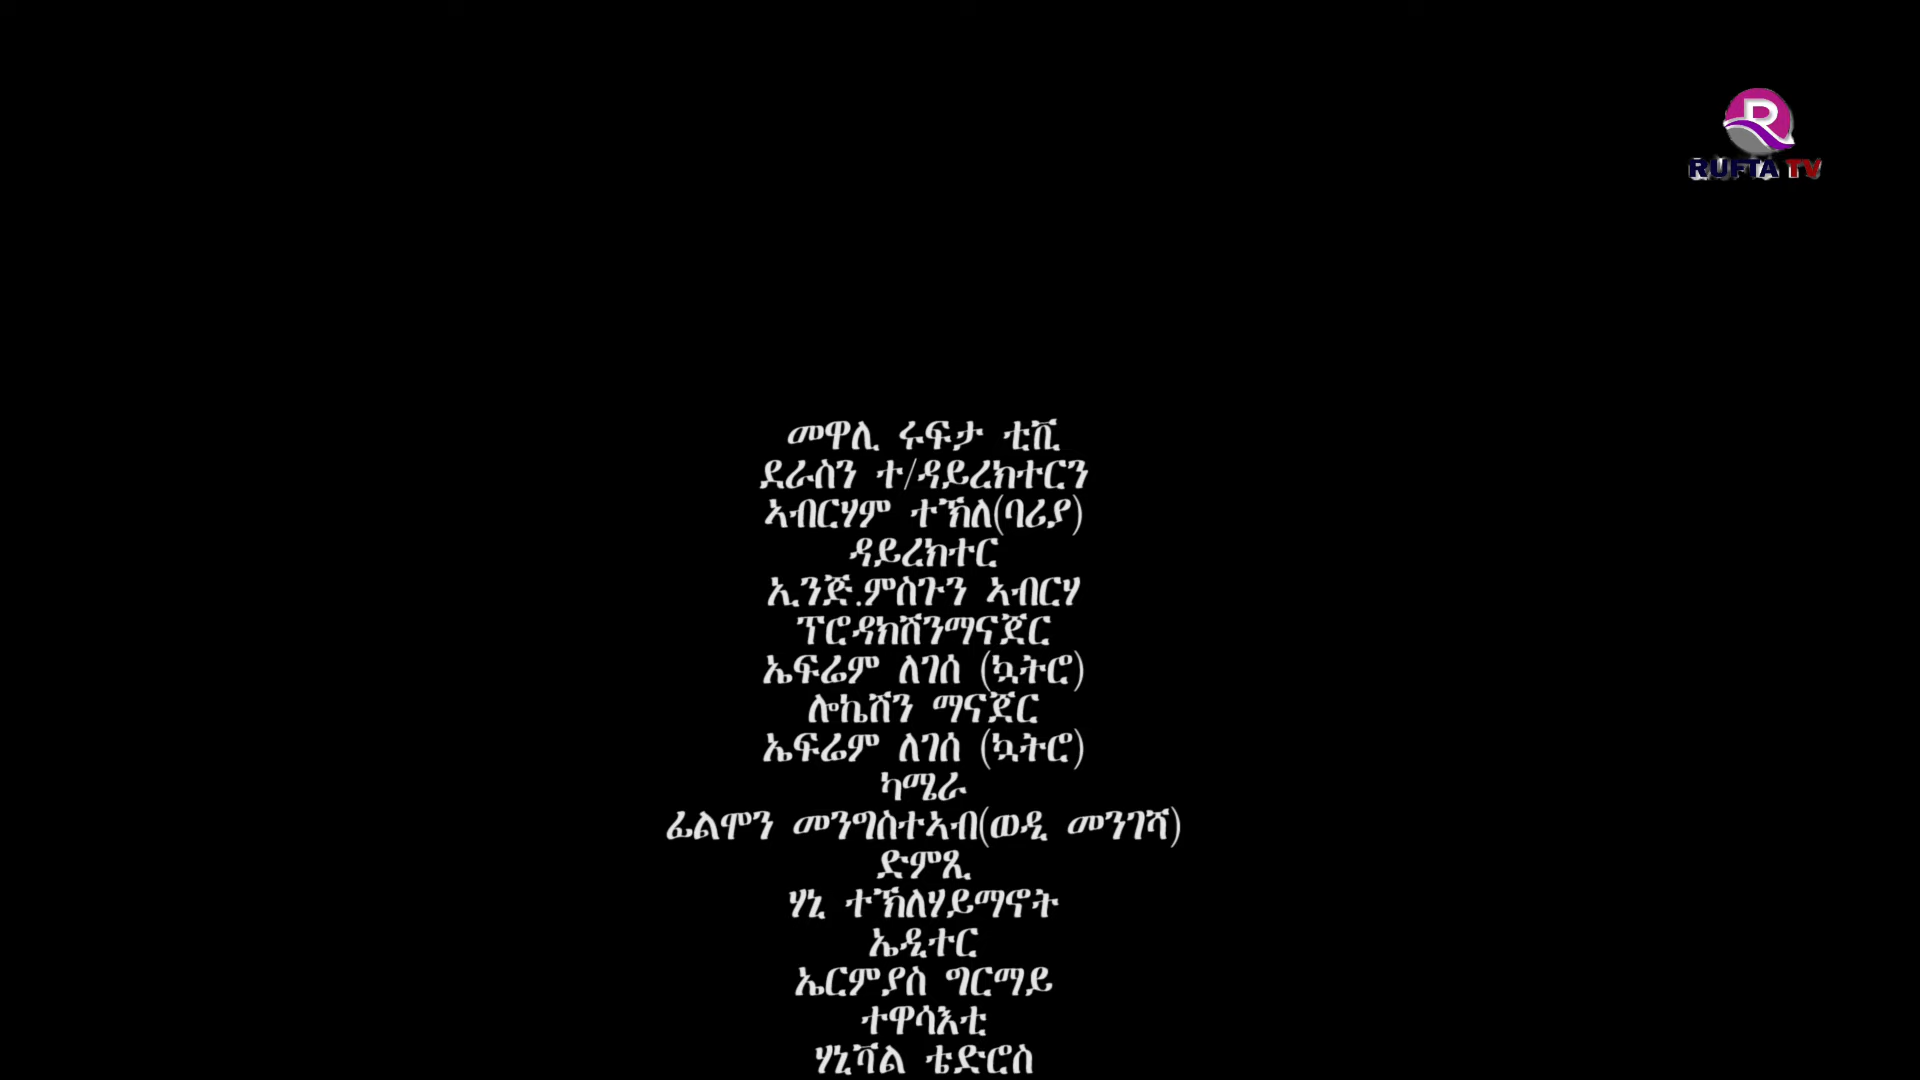 RUFTA TV
መዋሊ ሩፍታ ቲቪ
ደራስን ተ/ዳይረክተርን
ኣብርሃም ተኽለ(ባሪያ)
ዳይረክተር
ኢንጅ.ምስጉን ኣብርሃ
ፕሮዳክሽንማናጀር
ኤፍሬም ለገሰ (ኳትሮ)
ሎኬሽን ማናጀር
ኤፍሬም ለገሰ (ኳትሮ)
ካሜራ
ፊልሞን መንግስተኣብ(ወዲ መንገሻ)
ድምጺ
ሃኒ ተኽለሃይማኖት
ኤዲተር
ኤርምያስ ግርማይ
ተዋሳእቲ
ሃኒቫል ቴድሮስ